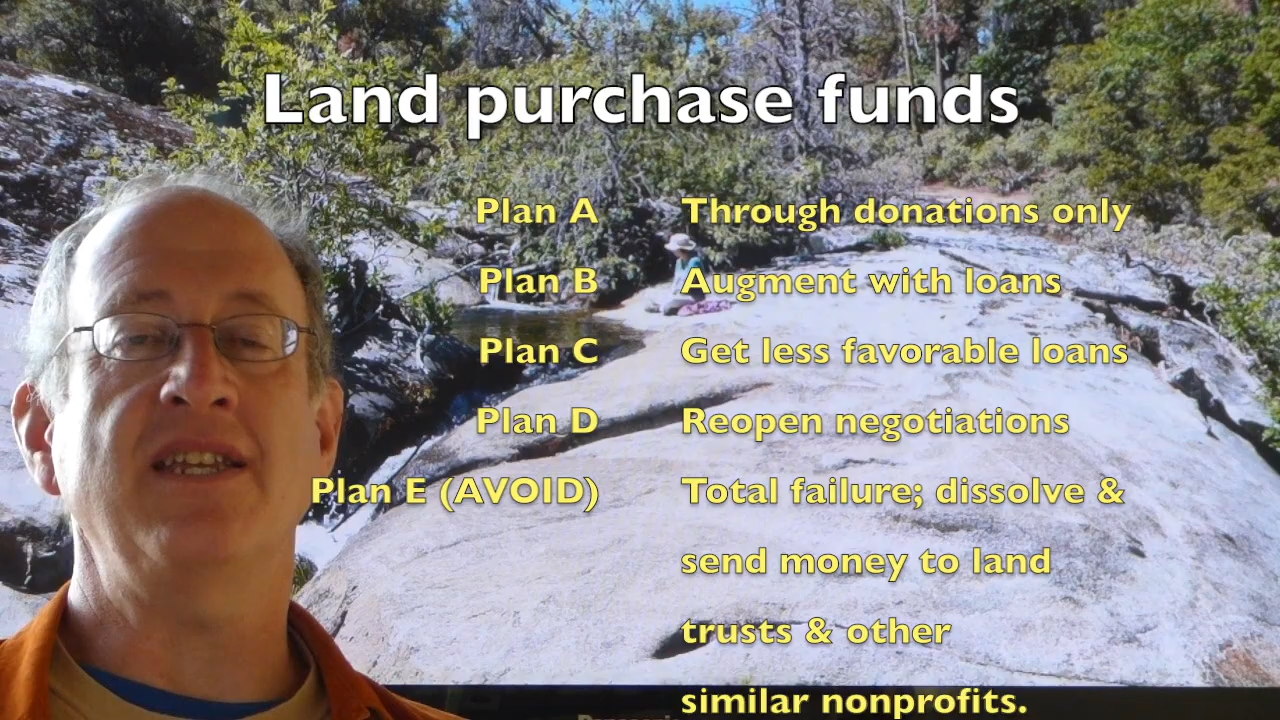 Land purchase funds
Plan A Through donations only
Plan B Augment with loans
Plan C Get less favorable loans
Plan D Reopen negotiations
Plan E (AVOID) Total failure; dissolve &
send money to land
trusts & other
similar nonprofits.